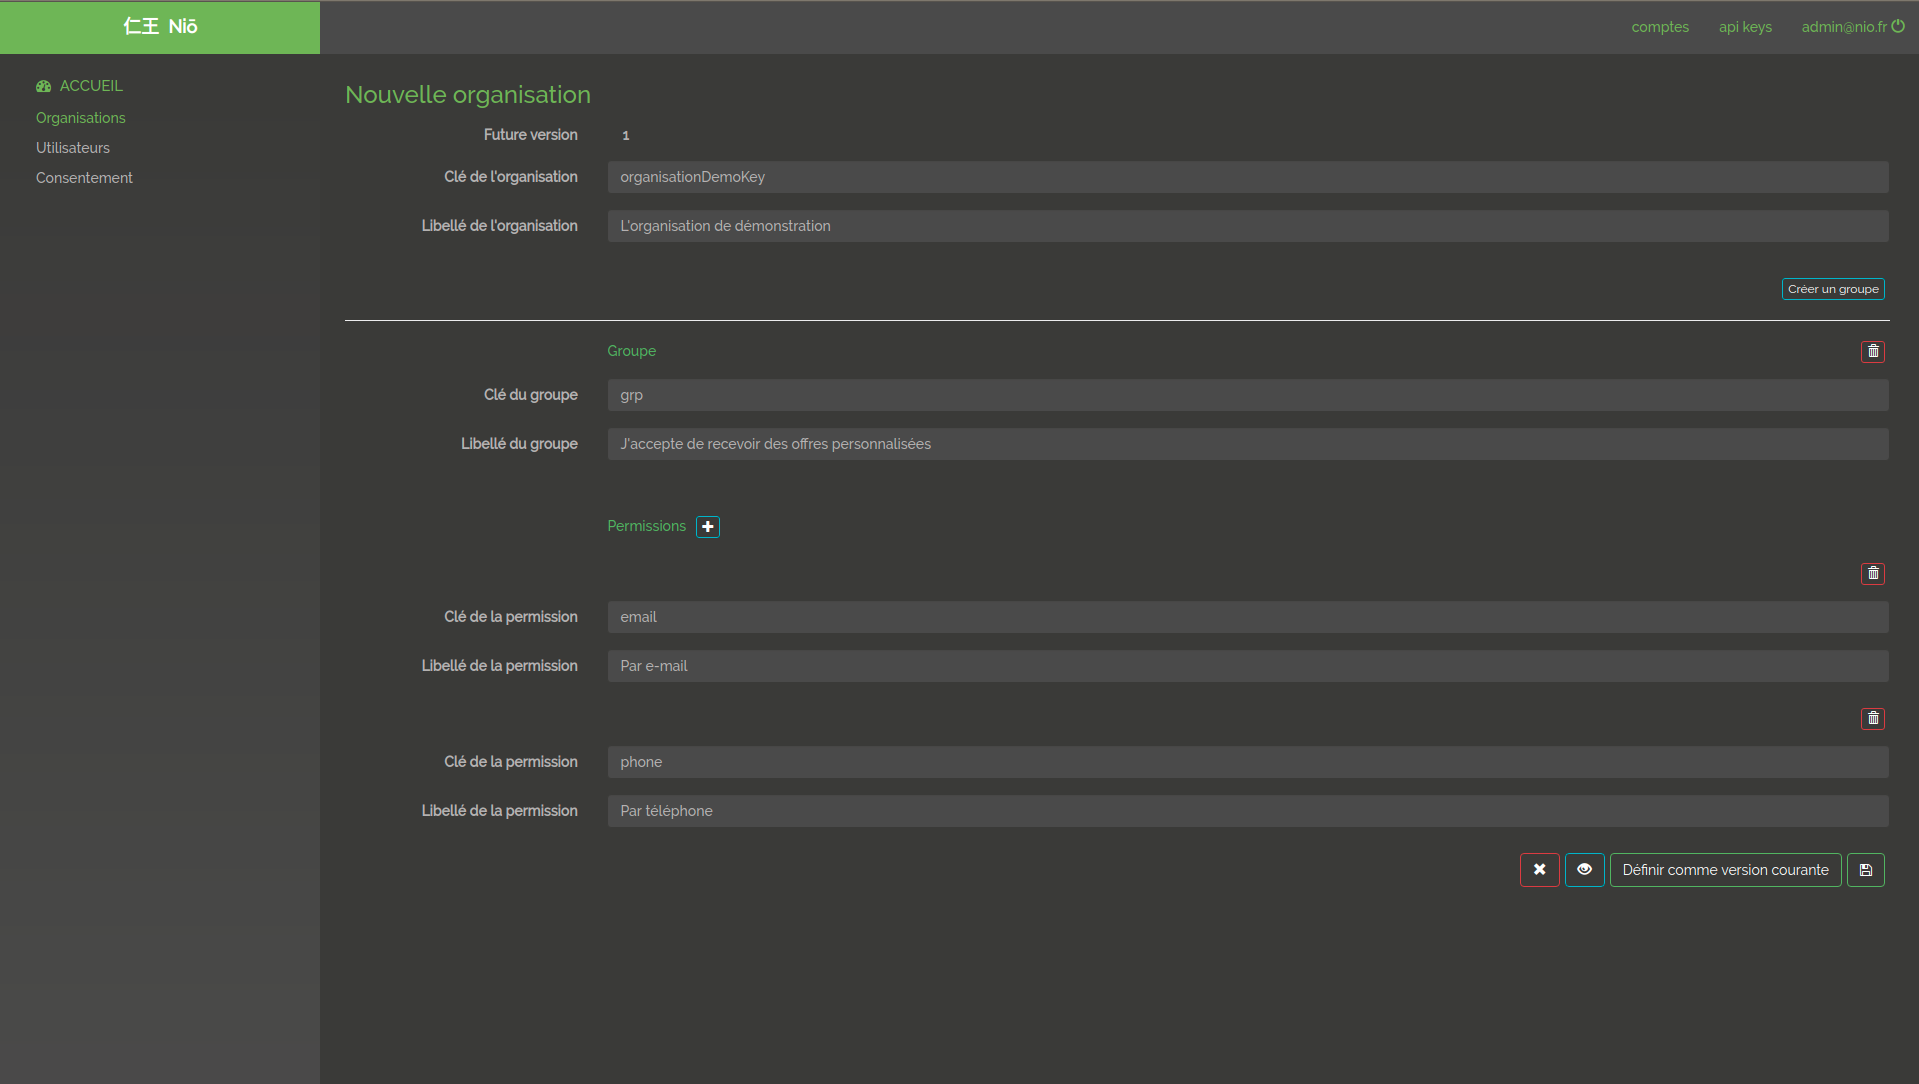 仁王 Niō
comptes api keys admin@nio.fr
ACCUEIL
Organisations
Utilisateurs
Consentement
Nouvelle organisation
Future version 1
Clé de l'organisation organisationDemoKey
Libellé de l'organisation L'organisation de démonstration
Créer un groupe
Groupe
Clé du groupe grp
Libellé du groupe J'accepte de recevoir des offres personnalisées
Permissions
Clé de la permission email
Libellé de la permission Par e-mail
Clé de la permission phone
Libellé de la permission Par téléphone
Définir comme version courante